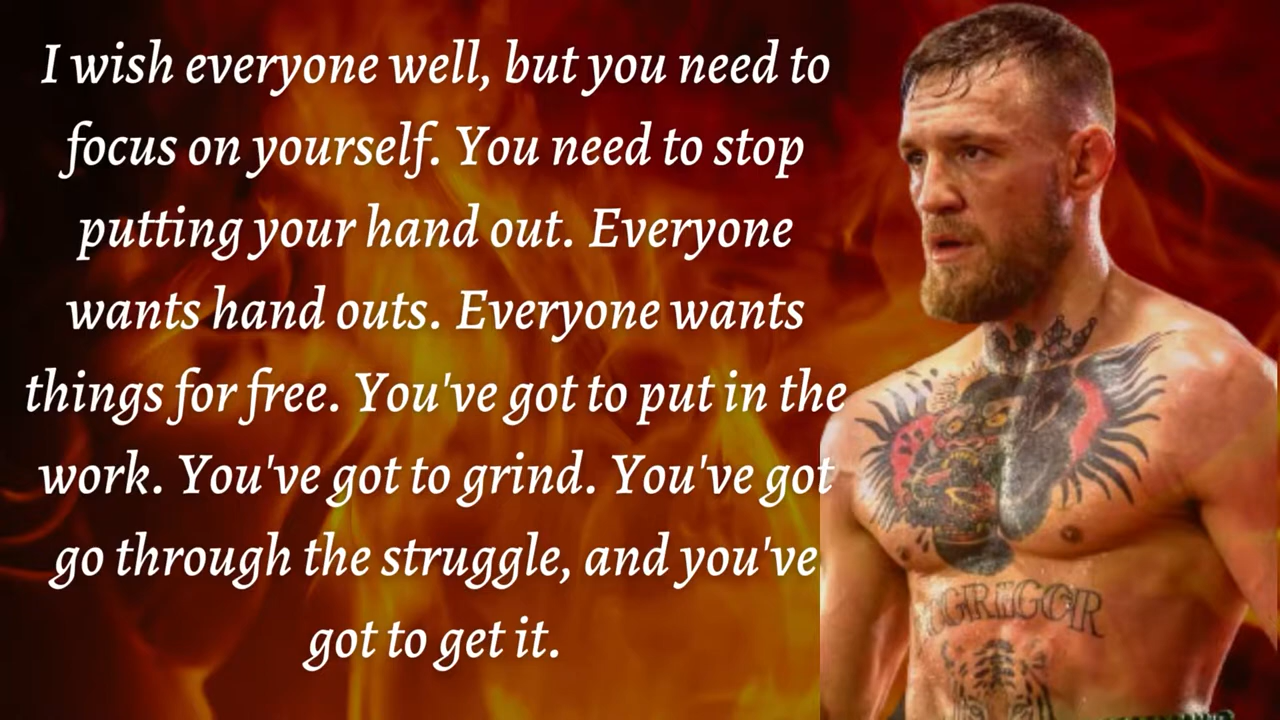 I wish everyone well, but you need to
focus on yourself. You need to stop
putting your hand out. Everyone
wants hand outs. Everyone wants
things for free. You've got to put in the
work. You've got to grind. You've got
go through the struggle, and you've
got to get it.
McGREGOR